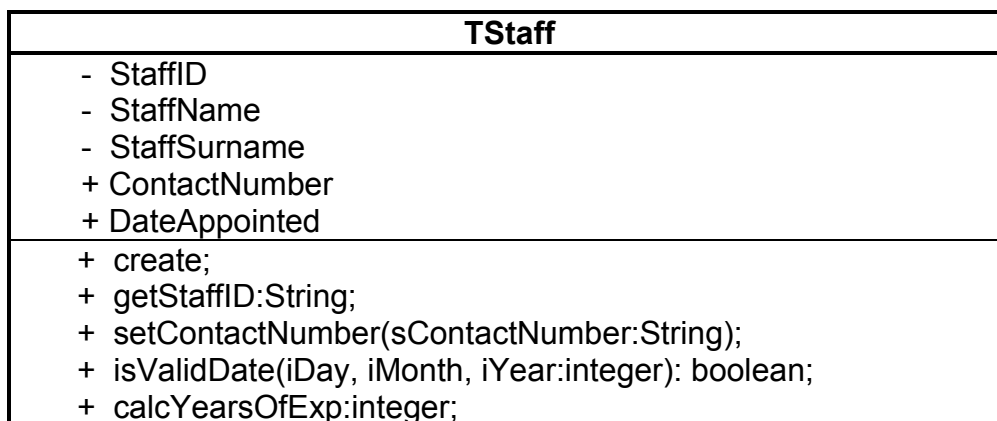 TStaff
- StaffID
- StaffName
- StaffSurname
+ ContactNumber
+ DateAppointed
+ create;
+ getStaffID:String;
+ setContactNumber(sContactNumber:String);
+ isValidDate(iDay, iMonth, iYear:integer): boolean;
+ calcYearsOfExp:integer;